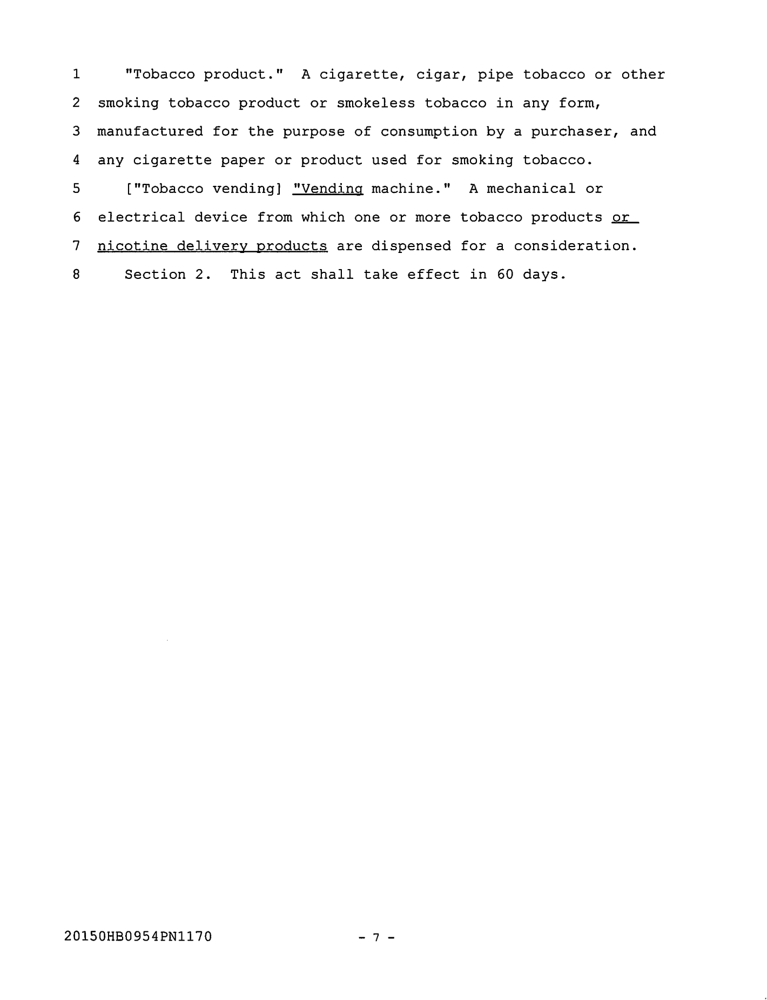 1 "Tobacco product." A cigarette, cigar, pipe tobacco or other
2 smoking tobacco product or smokeless tobacco in any form,
3 manufactured for the purpose of consumption by a purchaser, and
4 any cigarette paper or product used for smoking tobacco.
5 ["Tobacco vending] "Vending machine." A mechanical or
6 electrical device from which one or more tobacco products or
7 nicotine delivery products are dispensed for a consideration.
8 Section 2. This act shall take effect in 60 days.
20150HB0954PN1170 - 7 -